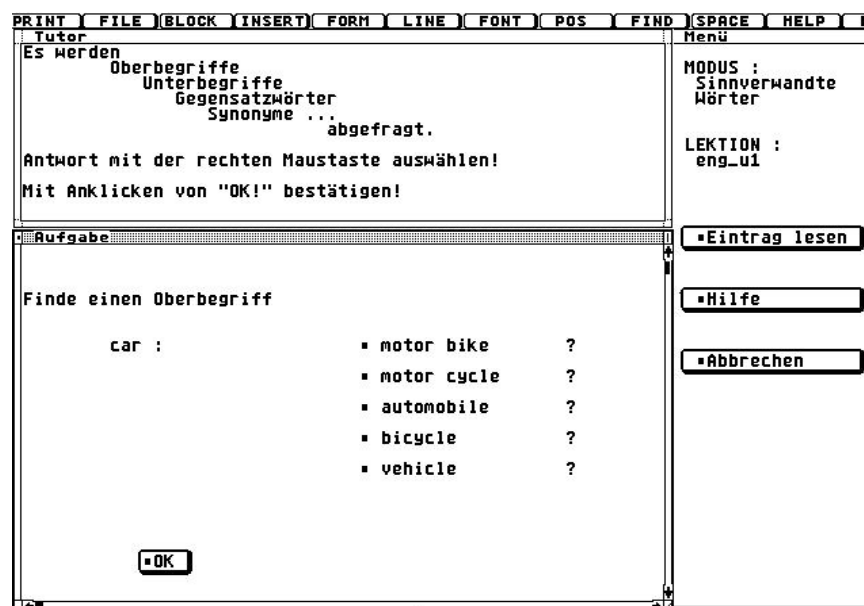 PRINT FILE BLOCK INSERT FORM LINE FONT POS FIND SPACE HELP
Tutor
Es werden
Oberbegriffe
Unterbegriffe
Gegensatzwörter
Synonyme ...
abgefragt.
Antwort mit der rechten Maustaste auswählen!
Mit Anklicken von "OK!" bestätigen!
Menü
MODUS :
Sinnverwandte
Wörter
LEKTION :
eng_u1
Eintrag lesen
Hilfe
Abbrechen
Aufgabe
Finde einen Oberbegriff
car : ▪ motor bike ?
▪ motor cycle ?
▪ automobile ?
▪ bicycle ?
▪ vehicle ?
OK